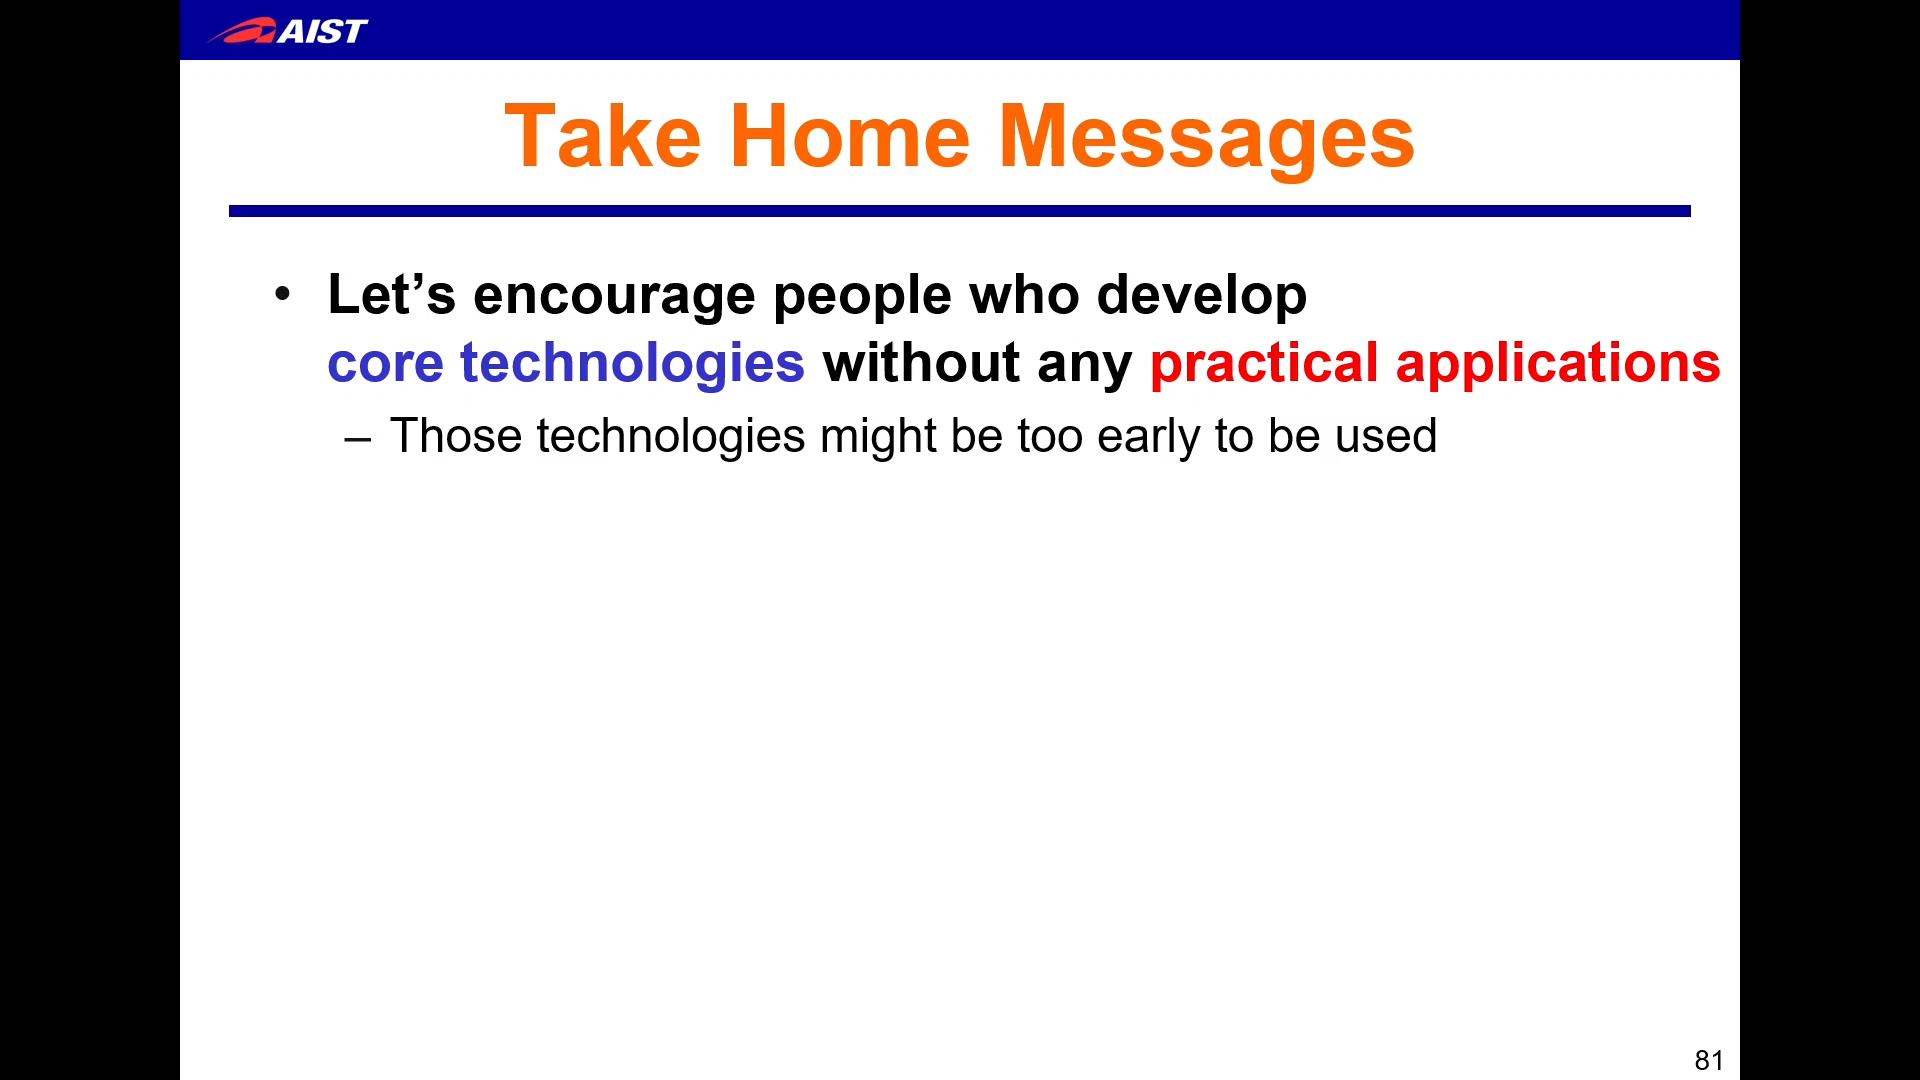 AIST
Take Home Messages
• Let’s encourage people who develop
core technologies without any practical applications
– Those technologies might be too early to be used
81